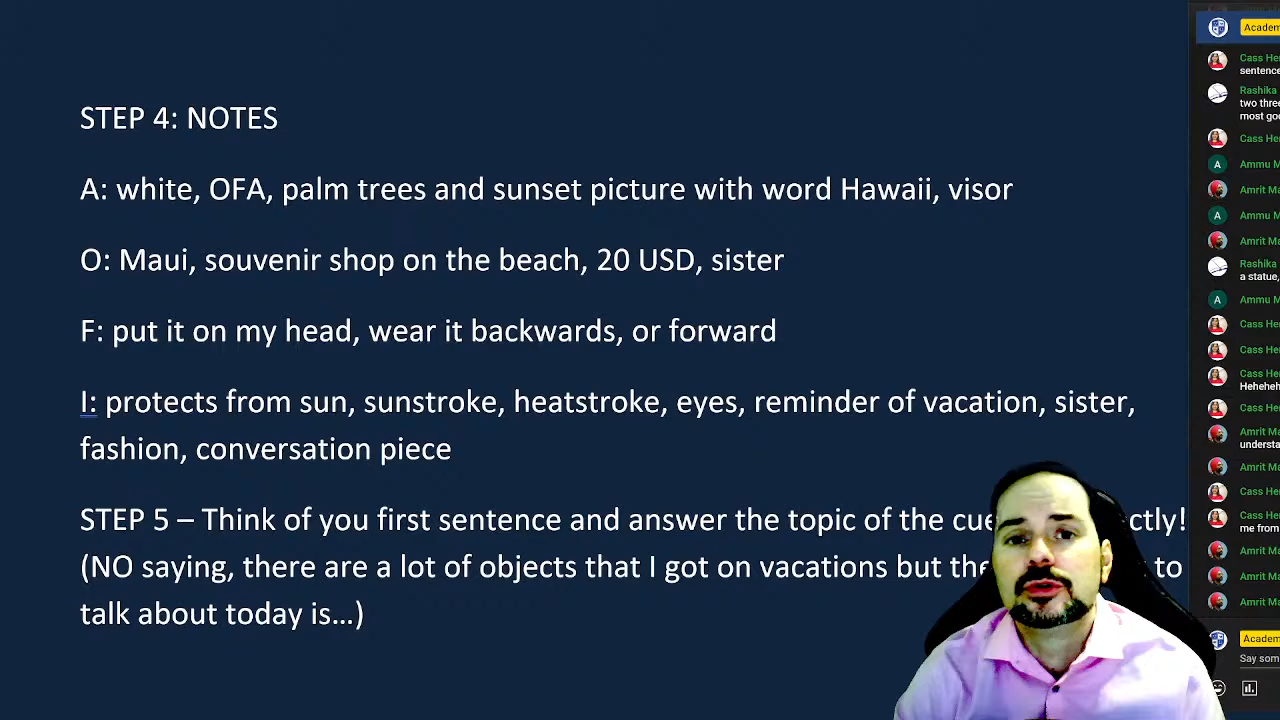 STEP 4: NOTES
A: white, OFA, palm trees and sunset picture with word Hawaii, visor
O: Maui, souvenir shop on the beach, 20 USD, sister
F: put it on my head, wear it backwards, or forward
I: protects from sun, sunstroke, heatstroke, eyes, reminder of vacation, sister,
fashion, conversation piece
STEP 5 – Think of you first sentence and answer the topic of the cue ctly!
(NO saying, there are a lot of objects that I got on vacations but the to
talk about today is...)
Academ
Cass He
sentence
Rashika
two three
most goo
Cass He
A Ammu M
Amrit Ma
A Ammu M
Amrit Ma
Rashika
a statue,
A Ammu M
Cass He
Cass He
Cass He
Heheheh
Cass He
Amrit Ma
understa
Amrit Ma
Cass He
Cass He
me from
Amrit Ma
Amrit Ma
Amrit Ma
Academ
Say som